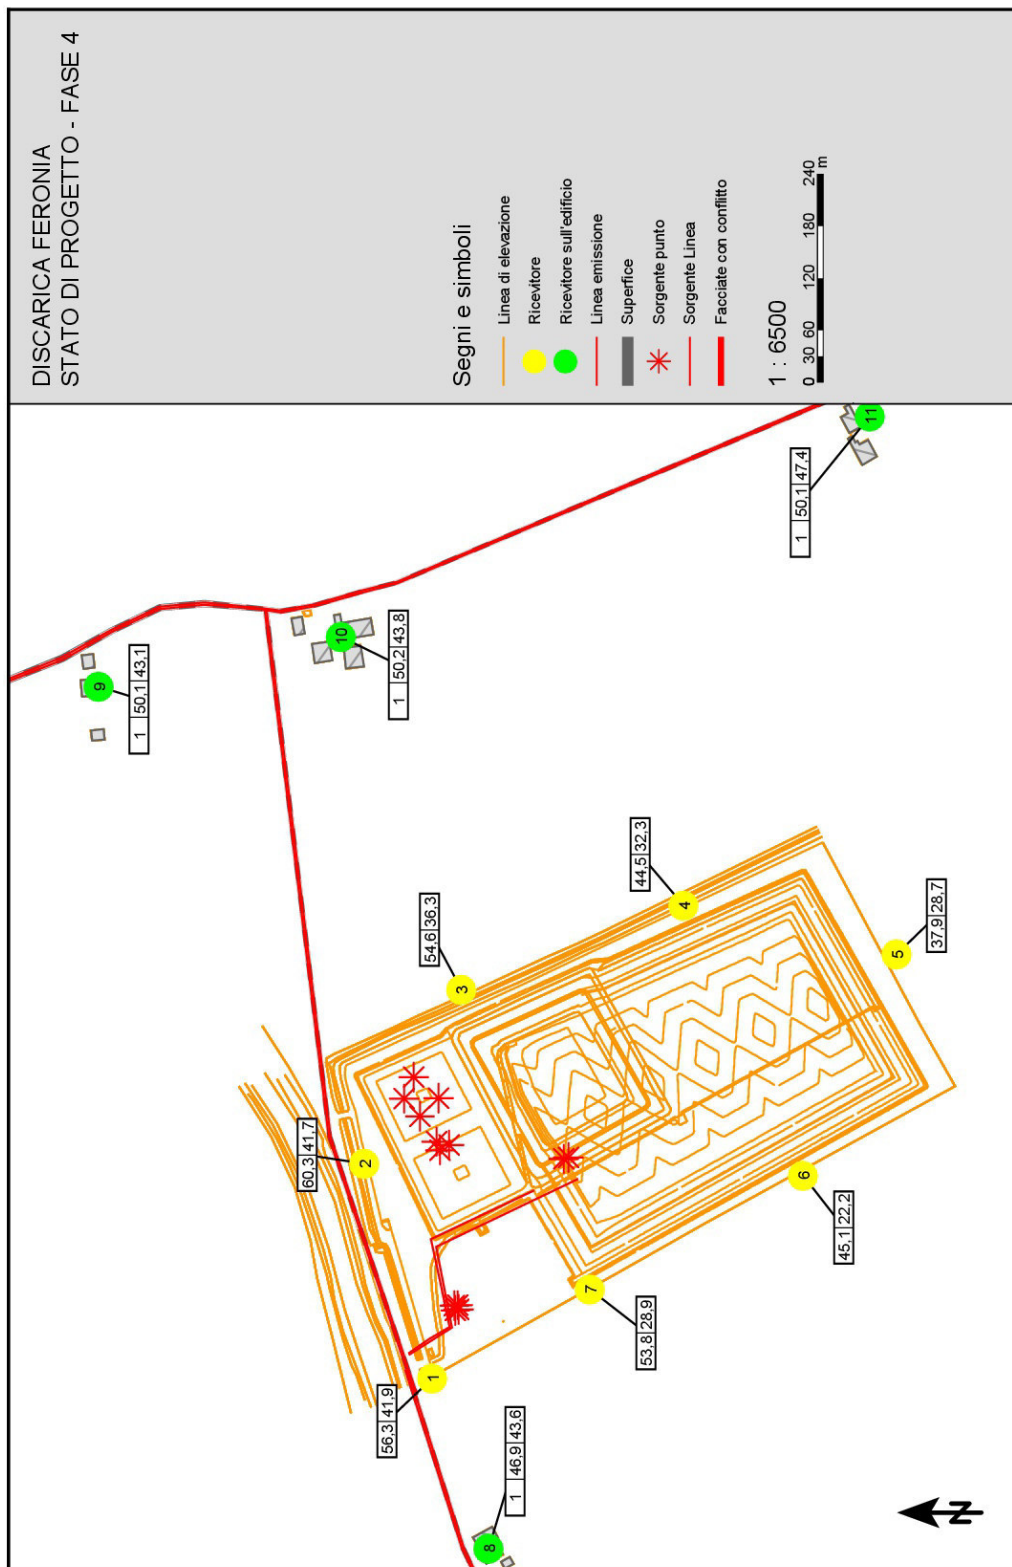 DISCARICA FERONIA
STATO DI PROGETTO - FASE 4
Segni e simboli
Linea di elevazione
Ricevitore
Ricevitore sull'edificio
Linea emissione
Superfice
Sorgente punto
Sorgente Linea
Facciate con conflitto
1 : 6500
0 30 60 120 180 240
m
9
1 50,1 43,1
10
1 50,2 43,8
11
1 50,1 47,4
2
60,3 41,7
3
54,6 36,3
4
44,5 32,3
5
37,9 28,7
6
45,1 22,2
7
53,8 28,9
1
56,3 41,9
8
1 46,9 43,6
N